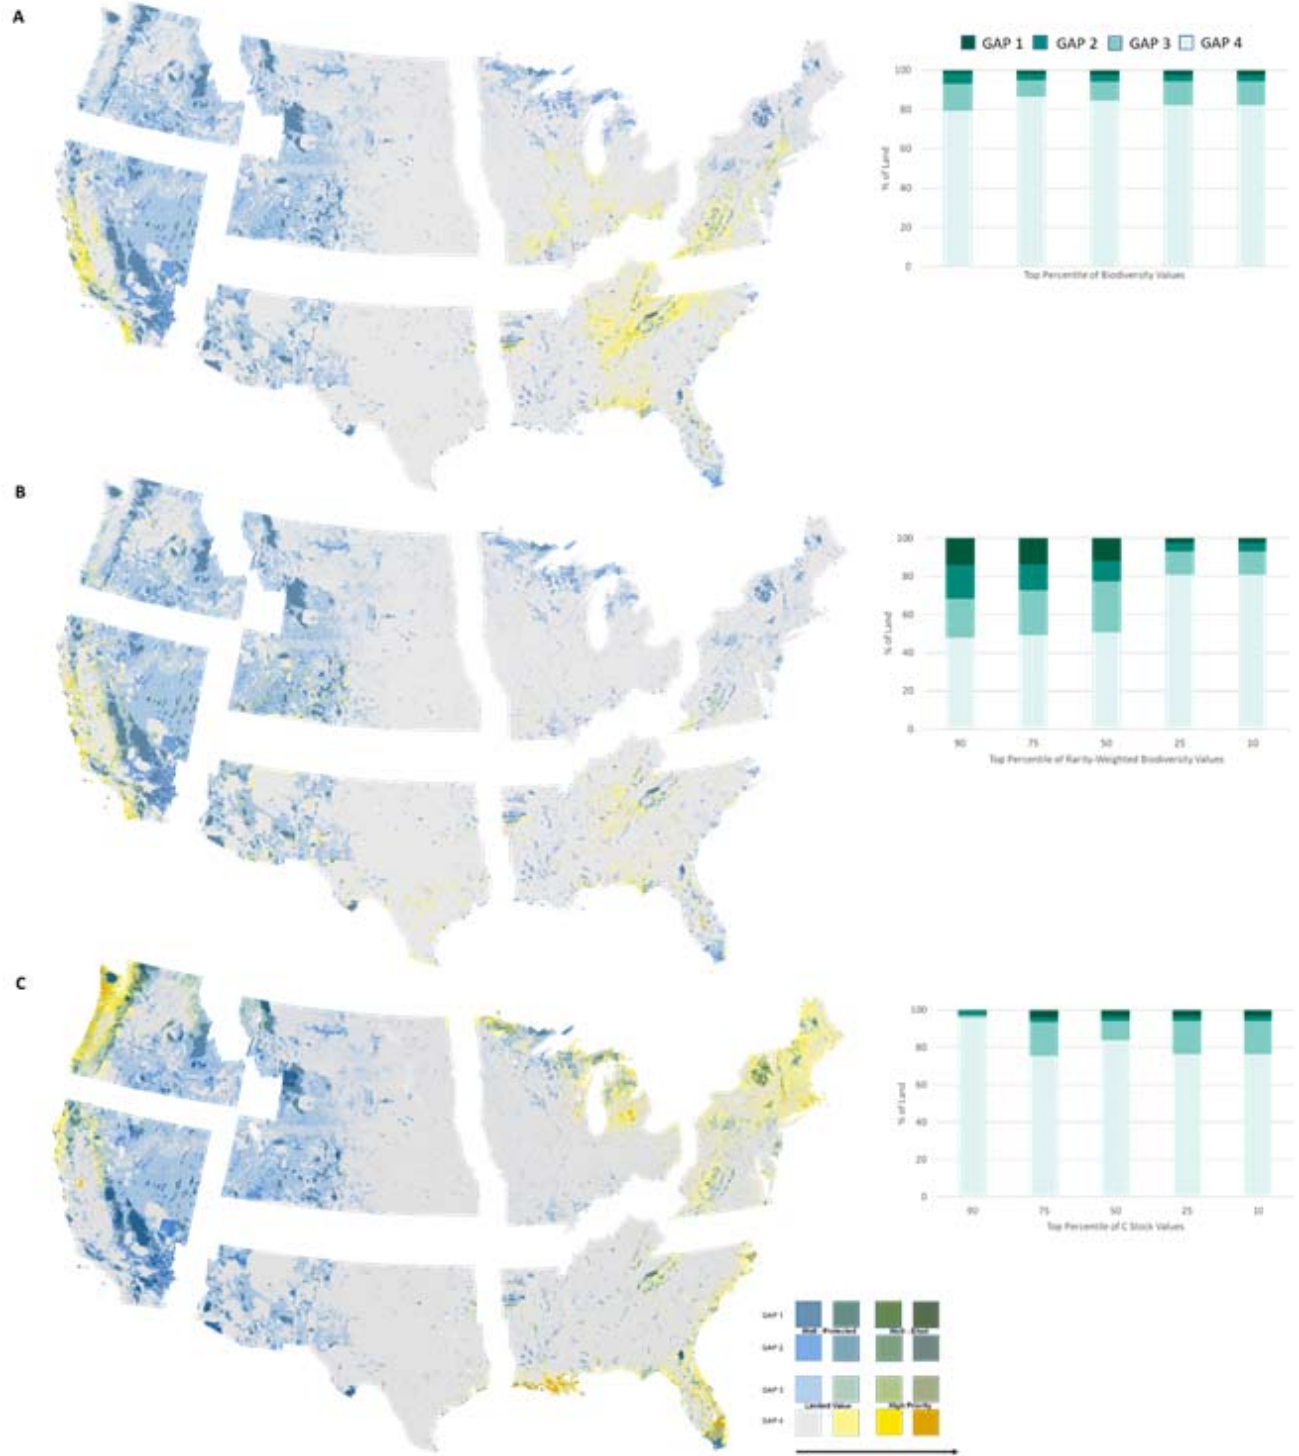 A
GAP 1 GAP 2 GAP 3 GAP 4
100
80
60
40
20
0
% of Land
Top Percentile of Biodiversity Values
B
100
80
60
40
20
0
% of Land
90 75 50 25 10
Top Percentile of Rarity-Weighted Biodiversity Values
C
100
80
60
40
20
0
% of Land
90 75 50 25 10
Top Percentile of C Stock Values
GAP 1
GAP 2
GAP 3
Limited Value High Priority
GAP 4